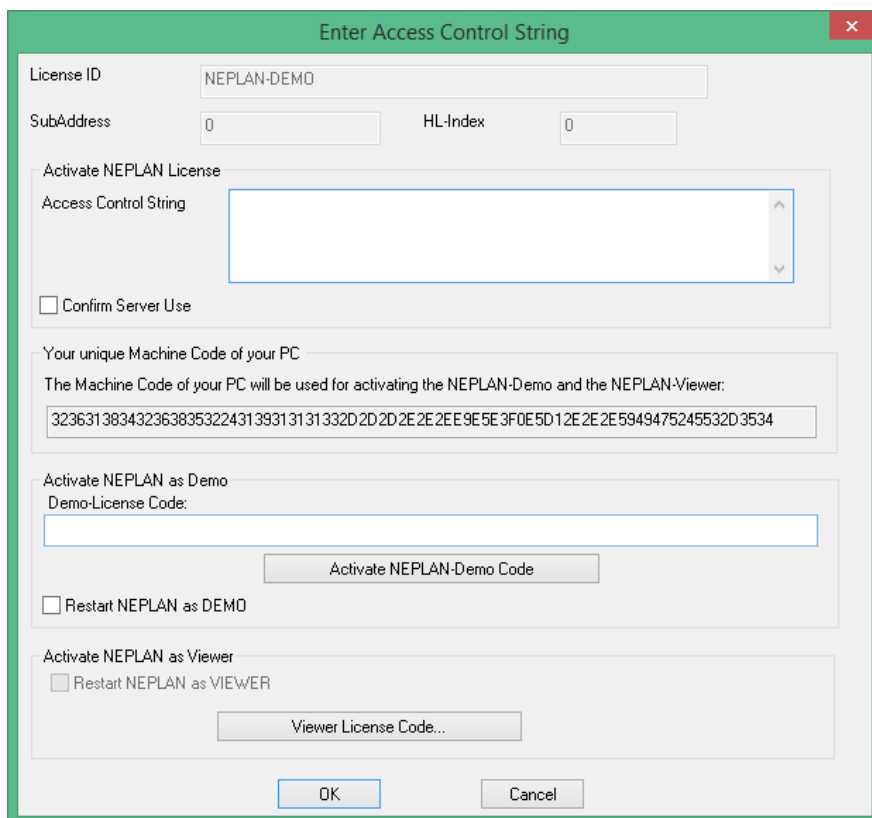 Enter Access Control String
License ID NEPLAN-DEMO
SubAddress 0 HL-Index 0
Activate NEPLAN License
Access Control String
Confirm Server Use
Your unique Machine Code of your PC
The Machine Code of your PC will be used for activating the NEPLAN-Demo and the NEPLAN-Viewer:
3236313834323638353224313931313133​2D2D2D2E2E2EE9E5E3F0E5D12E2E2E5949475245532D3534
Activate NEPLAN as Demo
Demo-License Code:
Activate NEPLAN-Demo Code
Restart NEPLAN as DEMO
Activate NEPLAN as Viewer
Restart NEPLAN as VIEWER
Viewer License Code...
OK Cancel